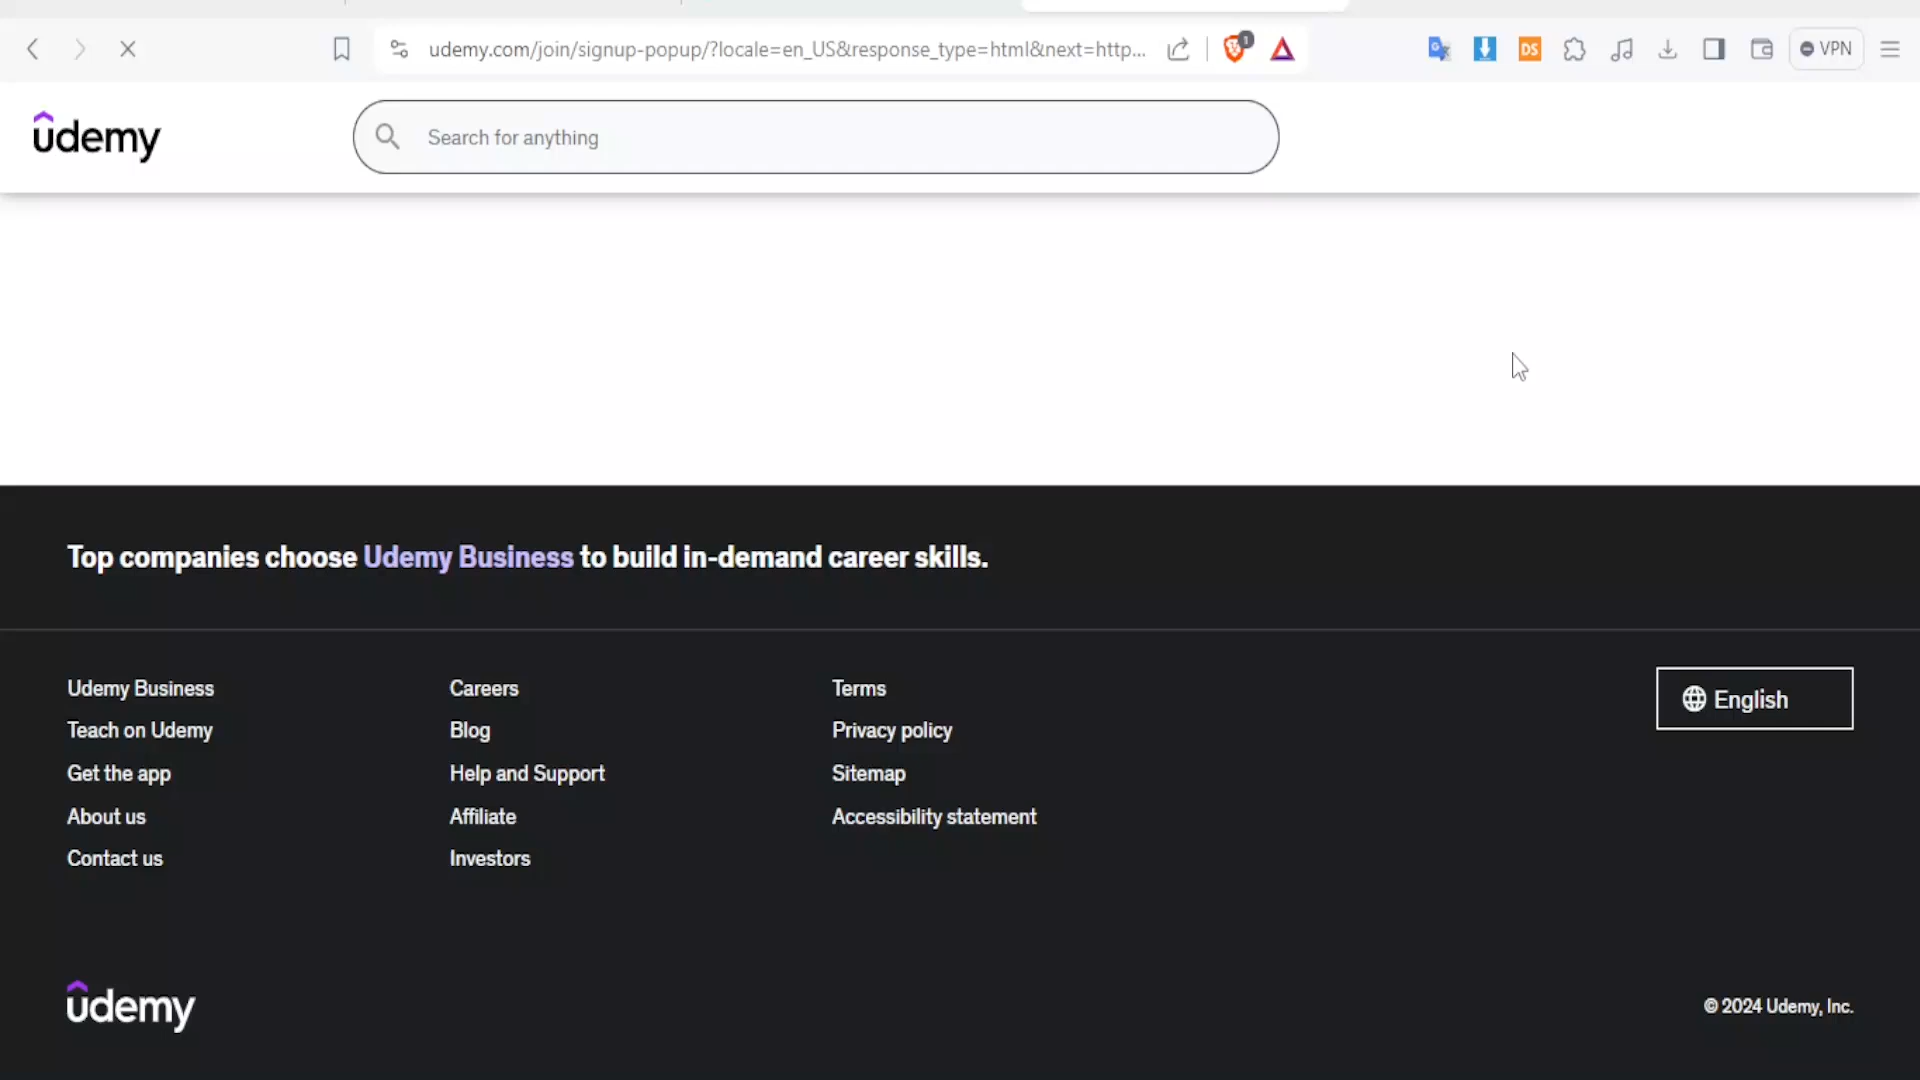 udemy.com/join/signup-popup/?locale=en_US&response_type=html&next=http...
1
DS
VPN
udemy
Search for anything
Top companies choose Udemy Business to build in-demand career skills.
Udemy Business
Teach on Udemy
Get the app
About us
Contact us
Careers
Blog
Help and Support
Affiliate
Investors
Terms
Privacy policy
Sitemap
Accessibility statement
English
udemy
© 2024 Udemy, Inc.